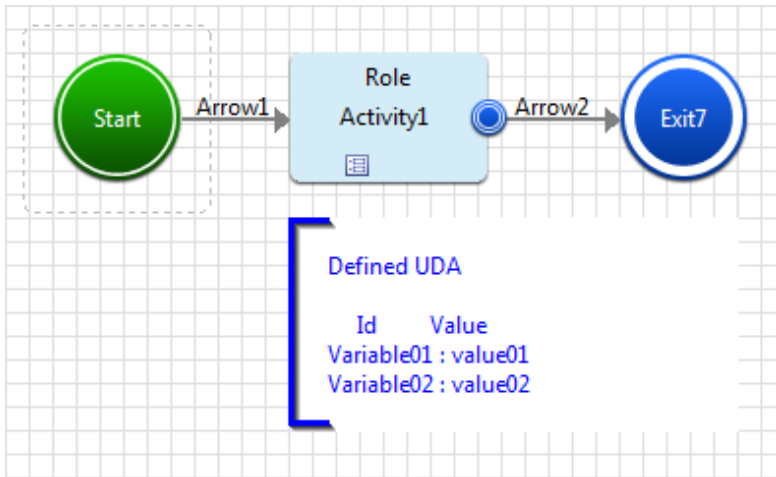 Start
Arrow1
Role
Activity1
Arrow2
Exit7
Defined UDA
Id Value
Variable01 : value01
Variable02 : value02